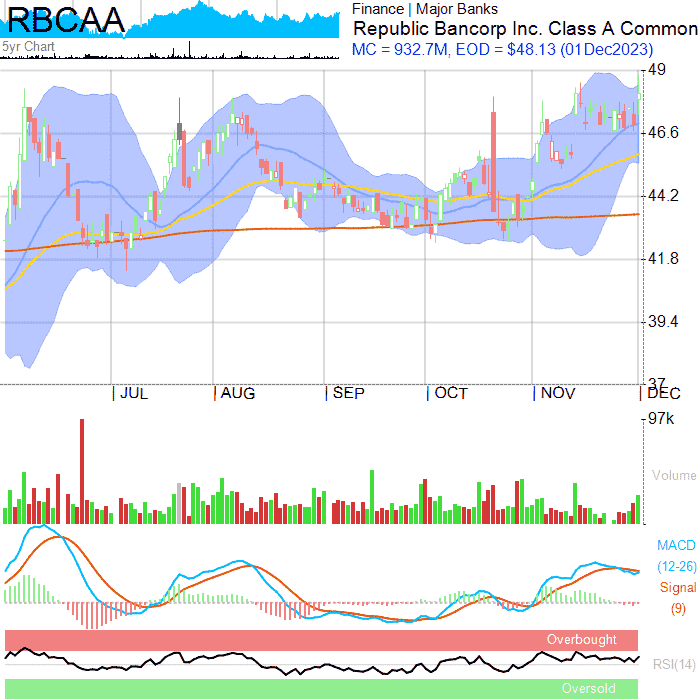 RBCAA
5yr Chart
Finance | Major Banks
Republic Bancorp Inc. Class A Common
MC = 932.7M, EOD = $48.13 (01Dec2023)
49
46.6
44.2
41.8
39.4
37
JUL AUG SEP OCT NOV DEC
97k
Volume
MACD
(12-26)
Signal
(9)
Overbought
RSI(14)
Oversold